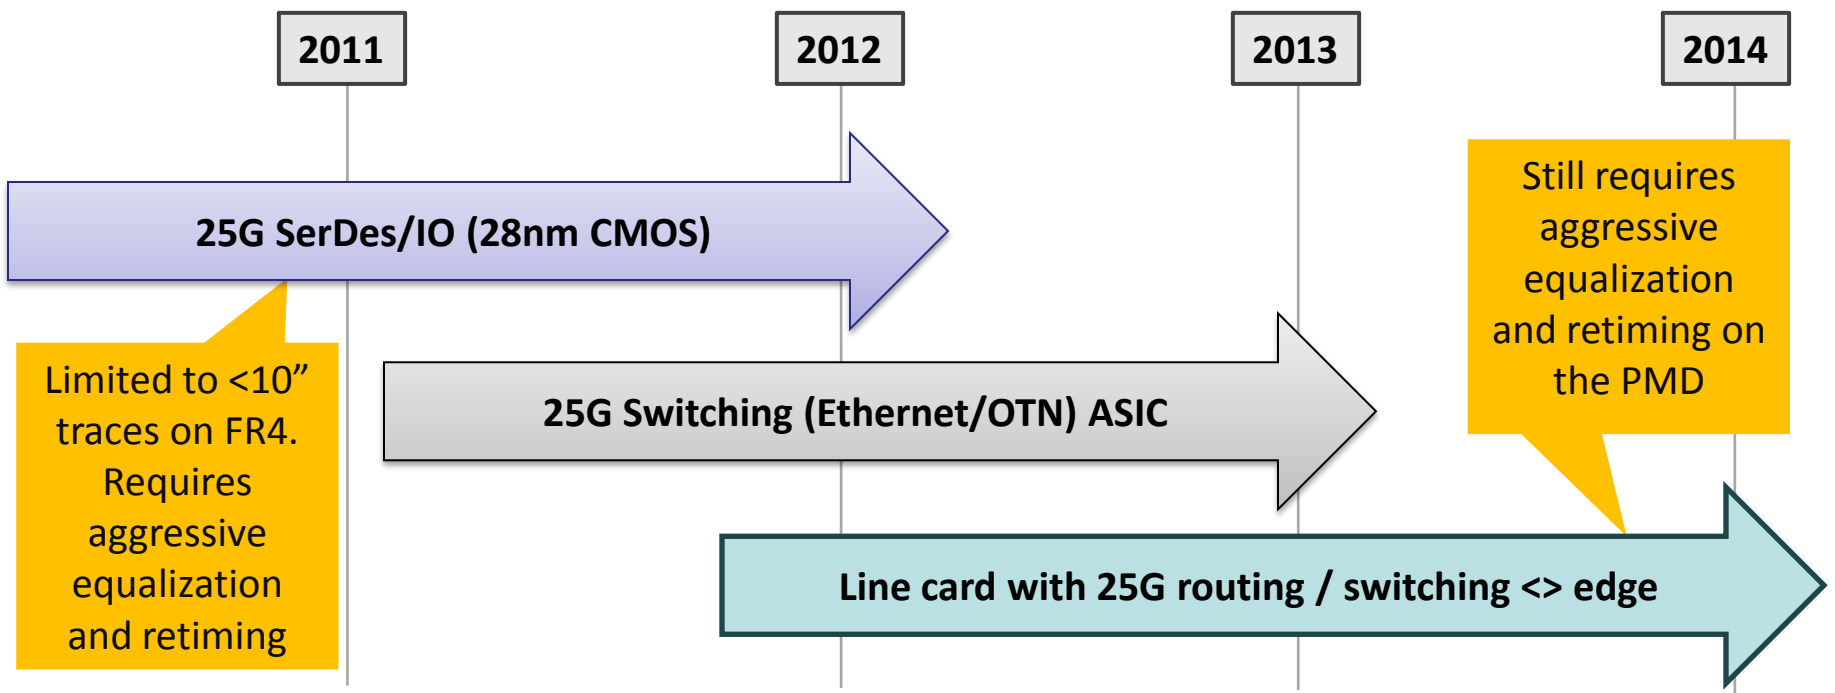 2011
2012
2013
2014
25G SerDes/IO (28nm CMOS)
Limited to <10”
traces on FR4.
Requires
aggressive
equalization
and retiming
25G Switching (Ethernet/OTN) ASIC
Still requires
aggressive
equalization
and retiming on
the PMD
Line card with 25G routing / switching <> edge